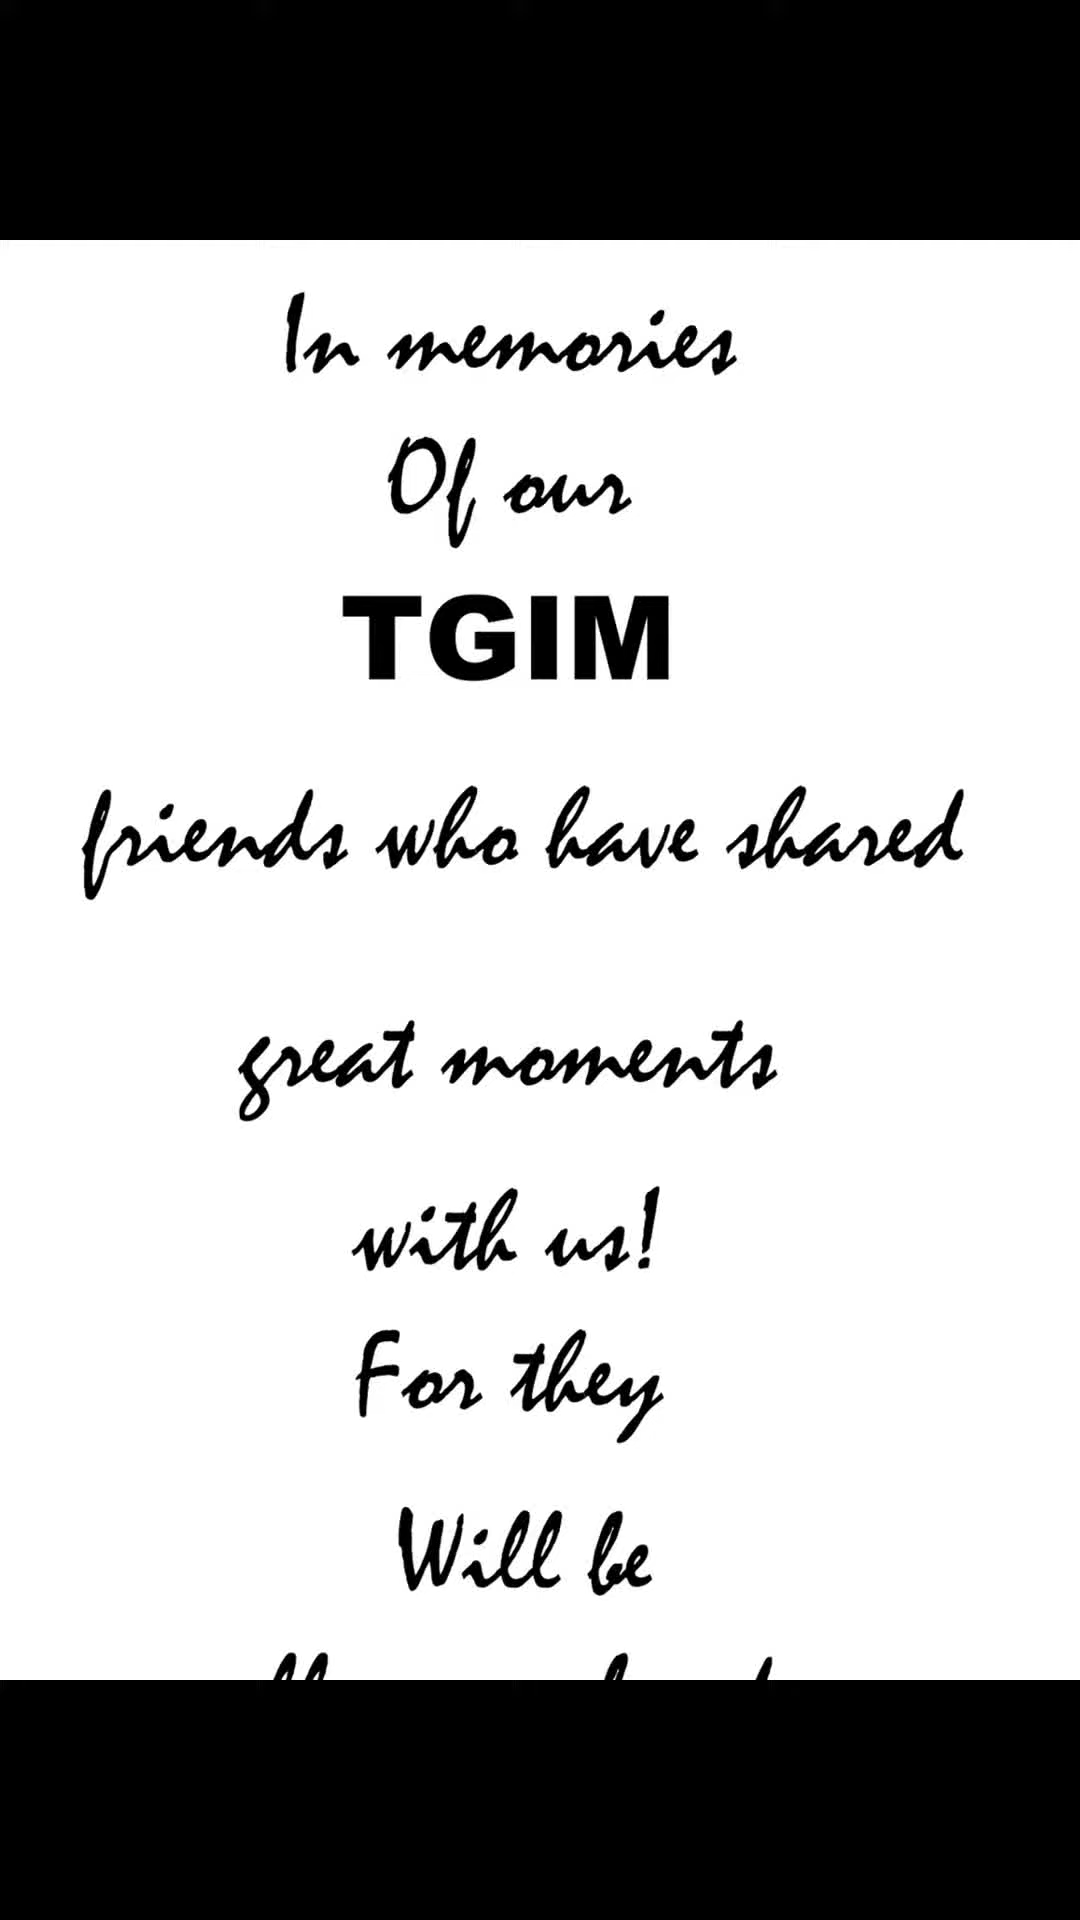 In memories
Of our
TGIM
friends who have shared
great moments
with us!
For they
Will be